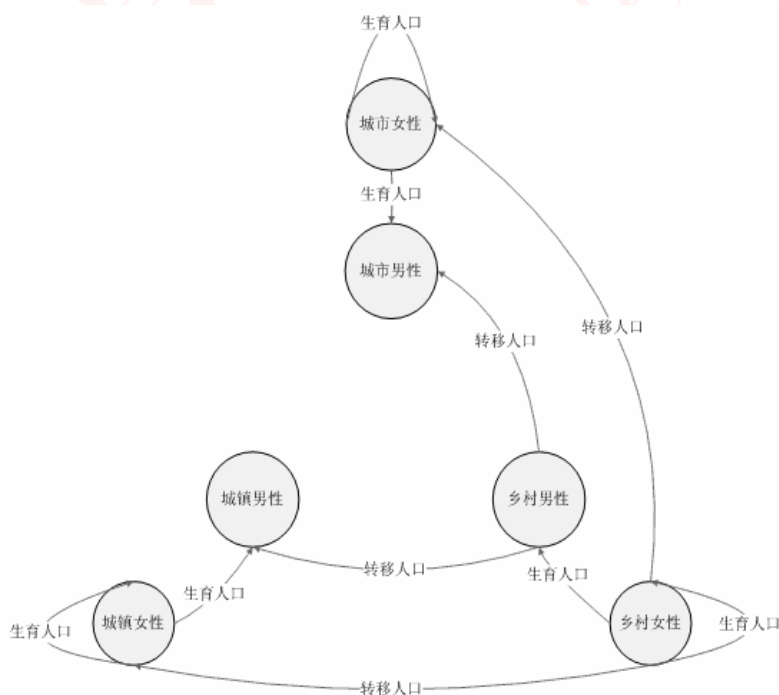 生育人口
城市女性
生育人口
城市男性
转移人口
转移人口
城镇男性
乡村男性
转移人口
生育人口
生育人口
城镇女性
生育人口
乡村女性
生育人口
转移人口